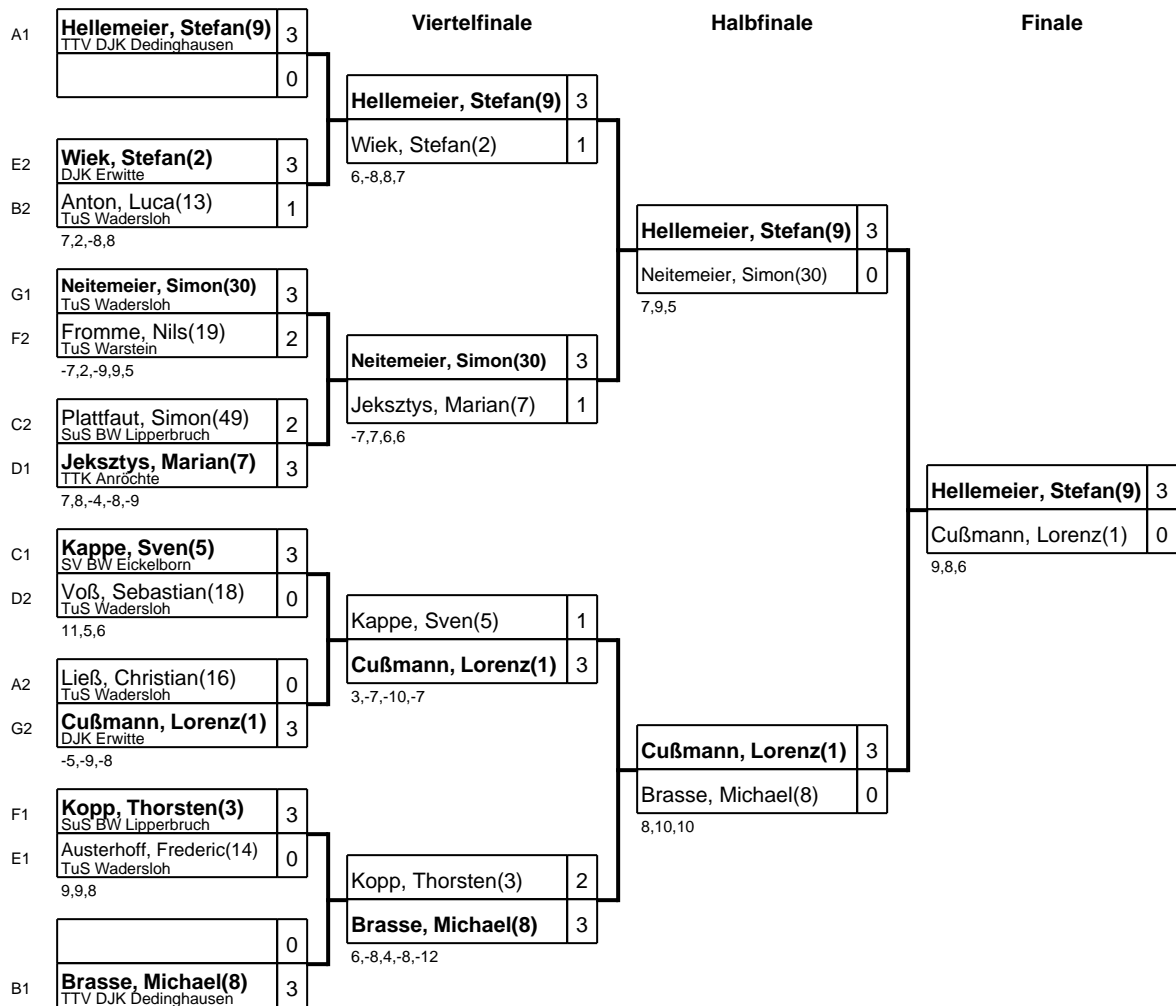 Viertelfinale
Halbfinale
Finale
A1
Hellemeier, Stefan(9) 3
TTV DJK Dedinghausen
0
E2
Wiek, Stefan(2) 3
DJK Erwitte
B2
Anton, Luca(13) 1
TuS Wadersloh
7,2,-8,8
G1
Neitemeier, Simon(30) 3
TuS Wadersloh
F2
Fromme, Nils(19) 2
TuS Warstein
-7,2,-9,9,5
C2
Plattfaut, Simon(49) 2
SuS BW Lipperbruch
D1
Jeksztys, Marian(7) 3
TTK Anröchte
7,8,-4,-8,-9
C1
Kappe, Sven(5) 3
SV BW Eickelborn
D2
Voß, Sebastian(18) 0
TuS Wadersloh
11,5,6
A2
Ließ, Christian(16) 0
TuS Wadersloh
G2
Cußmann, Lorenz(1) 3
DJK Erwitte
-5,-9,-8
F1
Kopp, Thorsten(3) 3
SuS BW Lipperbruch
E1
Austerhoff, Frederic(14) 0
TuS Wadersloh
9,9,8
0
B1
Brasse, Michael(8) 3
TTV DJK Dedinghausen
Hellemeier, Stefan(9) 3
Wiek, Stefan(2) 1
6,-8,8,7
Neitemeier, Simon(30) 3
Jeksztys, Marian(7) 1
-7,7,6,6
Kappe, Sven(5) 1
Cußmann, Lorenz(1) 3
3,-7,-10,-7
Kopp, Thorsten(3) 2
Brasse, Michael(8) 3
6,-8,4,-8,-12
Hellemeier, Stefan(9) 3
Neitemeier, Simon(30) 0
7,9,5
Cußmann, Lorenz(1) 3
Brasse, Michael(8) 0
8,10,10
Hellemeier, Stefan(9) 3
Cußmann, Lorenz(1) 0
9,8,6